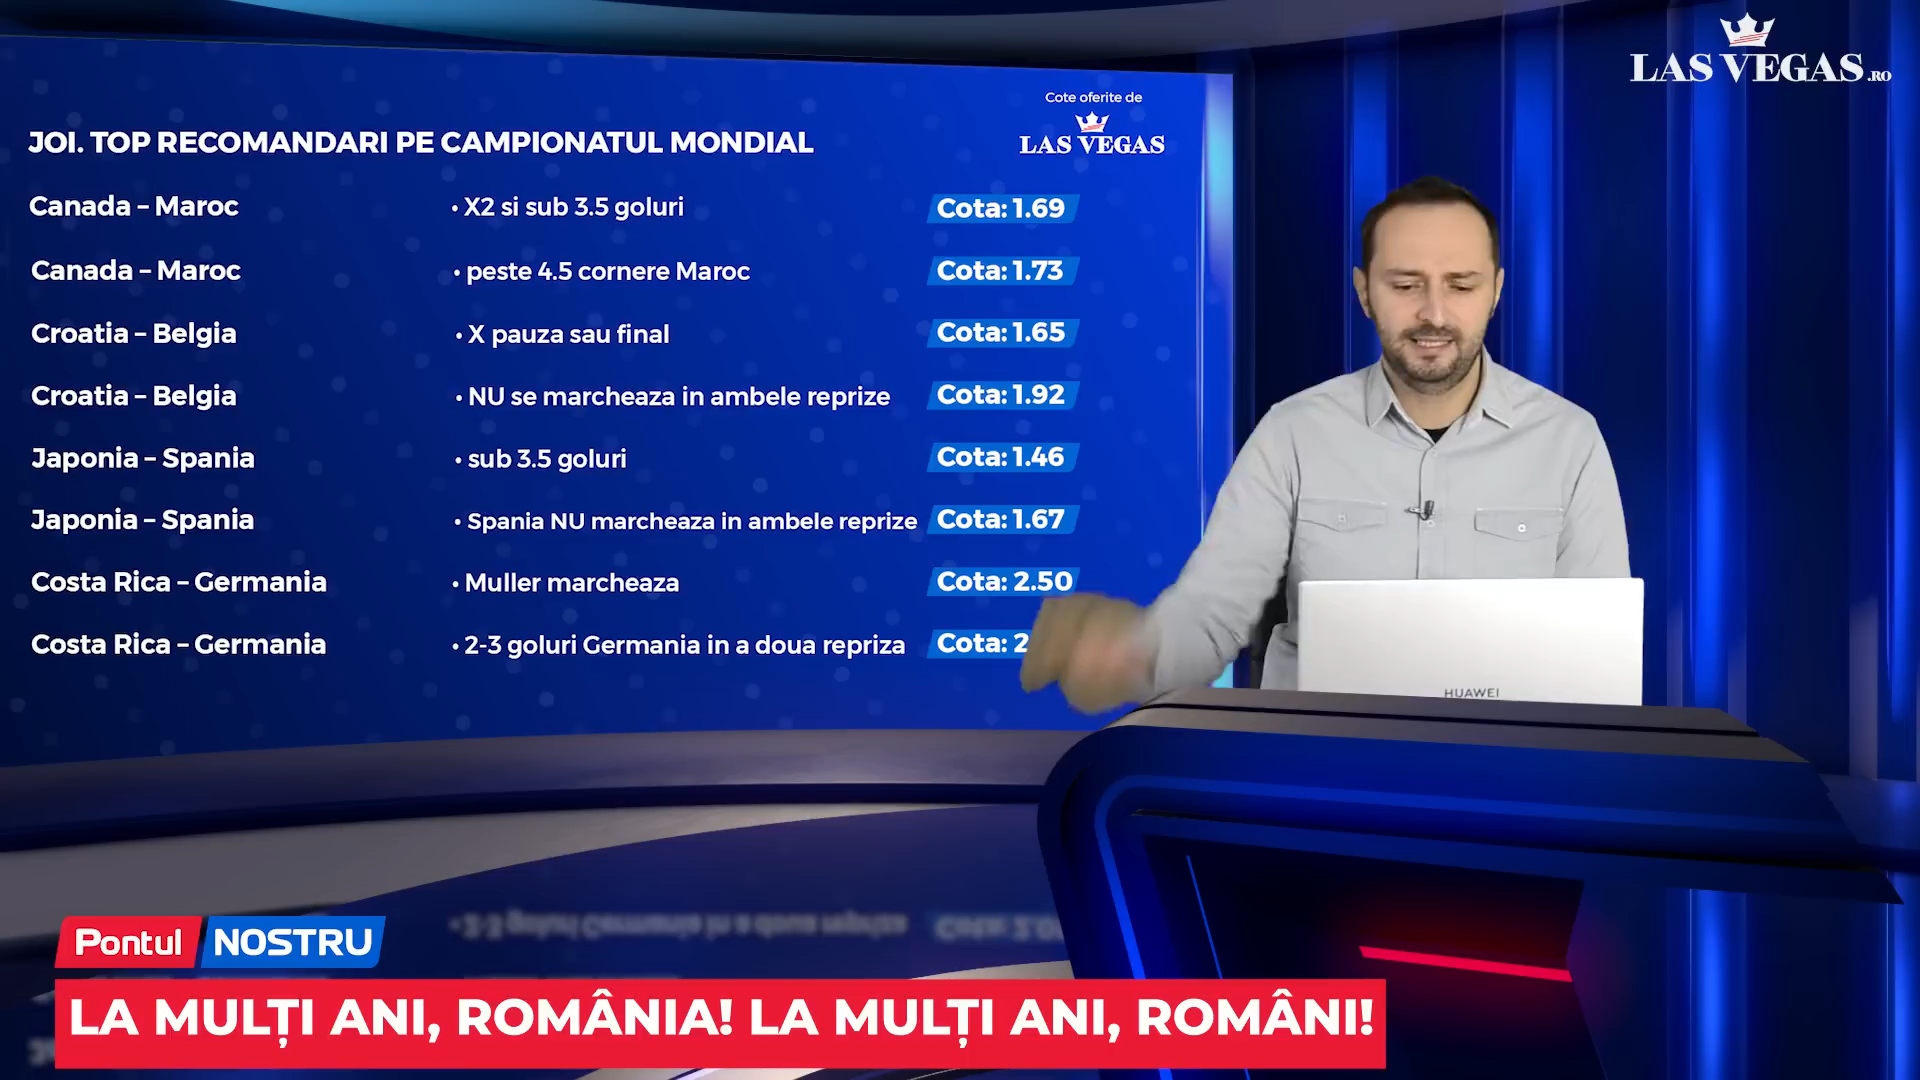 LAS VEGAS.RO
Cote oferite de
LAS VEGAS
JOI. TOP RECOMANDARI PE CAMPIONATUL MONDIAL
Canada – Maroc • X2 si sub 3.5 goluri Cota: 1.69
Canada – Maroc • peste 4.5 cornere Maroc Cota: 1.73
Croatia – Belgia • X pauza sau final Cota: 1.65
Croatia – Belgia • NU se marcheaza in ambele reprize Cota: 1.92
Japonia – Spania • sub 3.5 goluri Cota: 1.46
Japonia – Spania • Spania NU marcheaza in ambele reprize Cota: 1.67
Costa Rica – Germania • Muller marcheaza Cota: 2.50
Costa Rica – Germania • 2-3 goluri Germania in a doua repriza Cota: 2
HUAWEI
Pontul NOSTRU
LA MULȚI ANI, ROMÂNIA! LA MULȚI ANI, ROMÂNI!